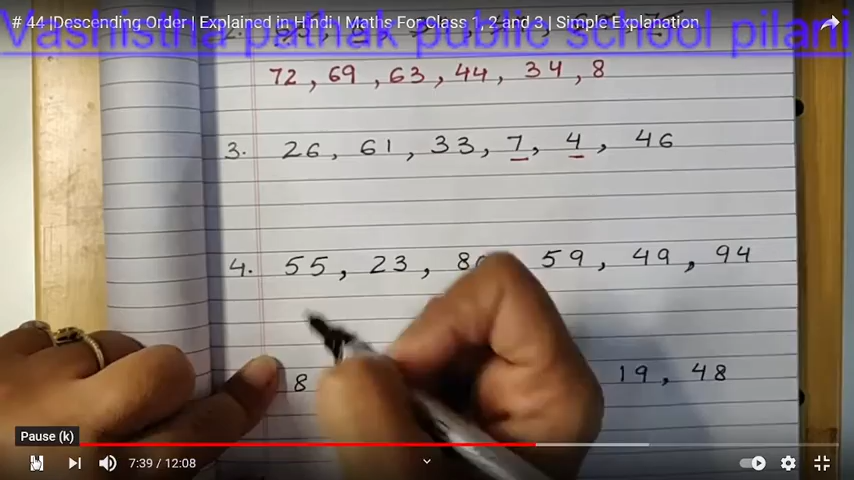 # 44 |Descending Order | Explained in Hindi | Maths For Class 1, 2 and 3 | Simple Explanation
Vashistha pathak public school pilani
72, 69, 63, 44, 34, 8
3. 26, 61, 33, 7, 4, 46
4. 55, 23, 59, 49, 94
8 19, 48
Pause (k)
7:39 / 12:08